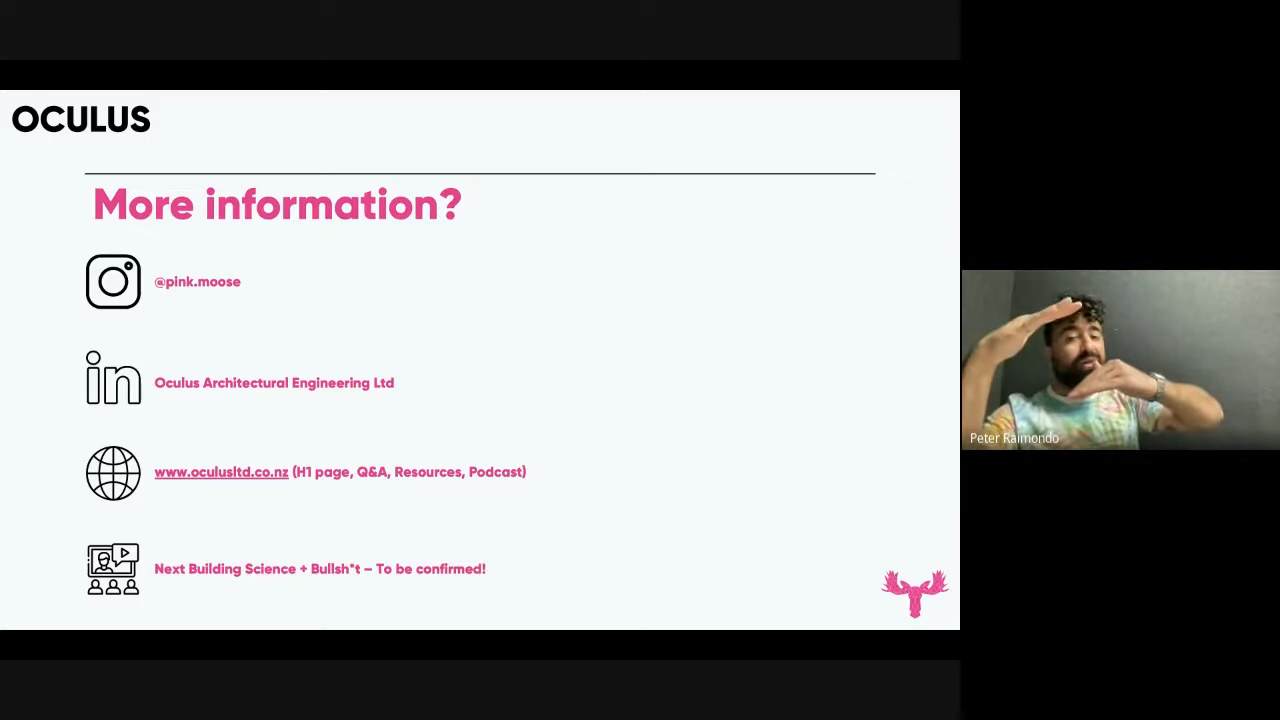 OCULUS
More information?
@pink.moose
in Oculus Architectural Engineering Ltd
www.oculusltd.co.nz (H1 page, Q&A, Resources, Podcast)
Next Building Science + Bullsh*t – To be confirmed!
Peter Raimondo